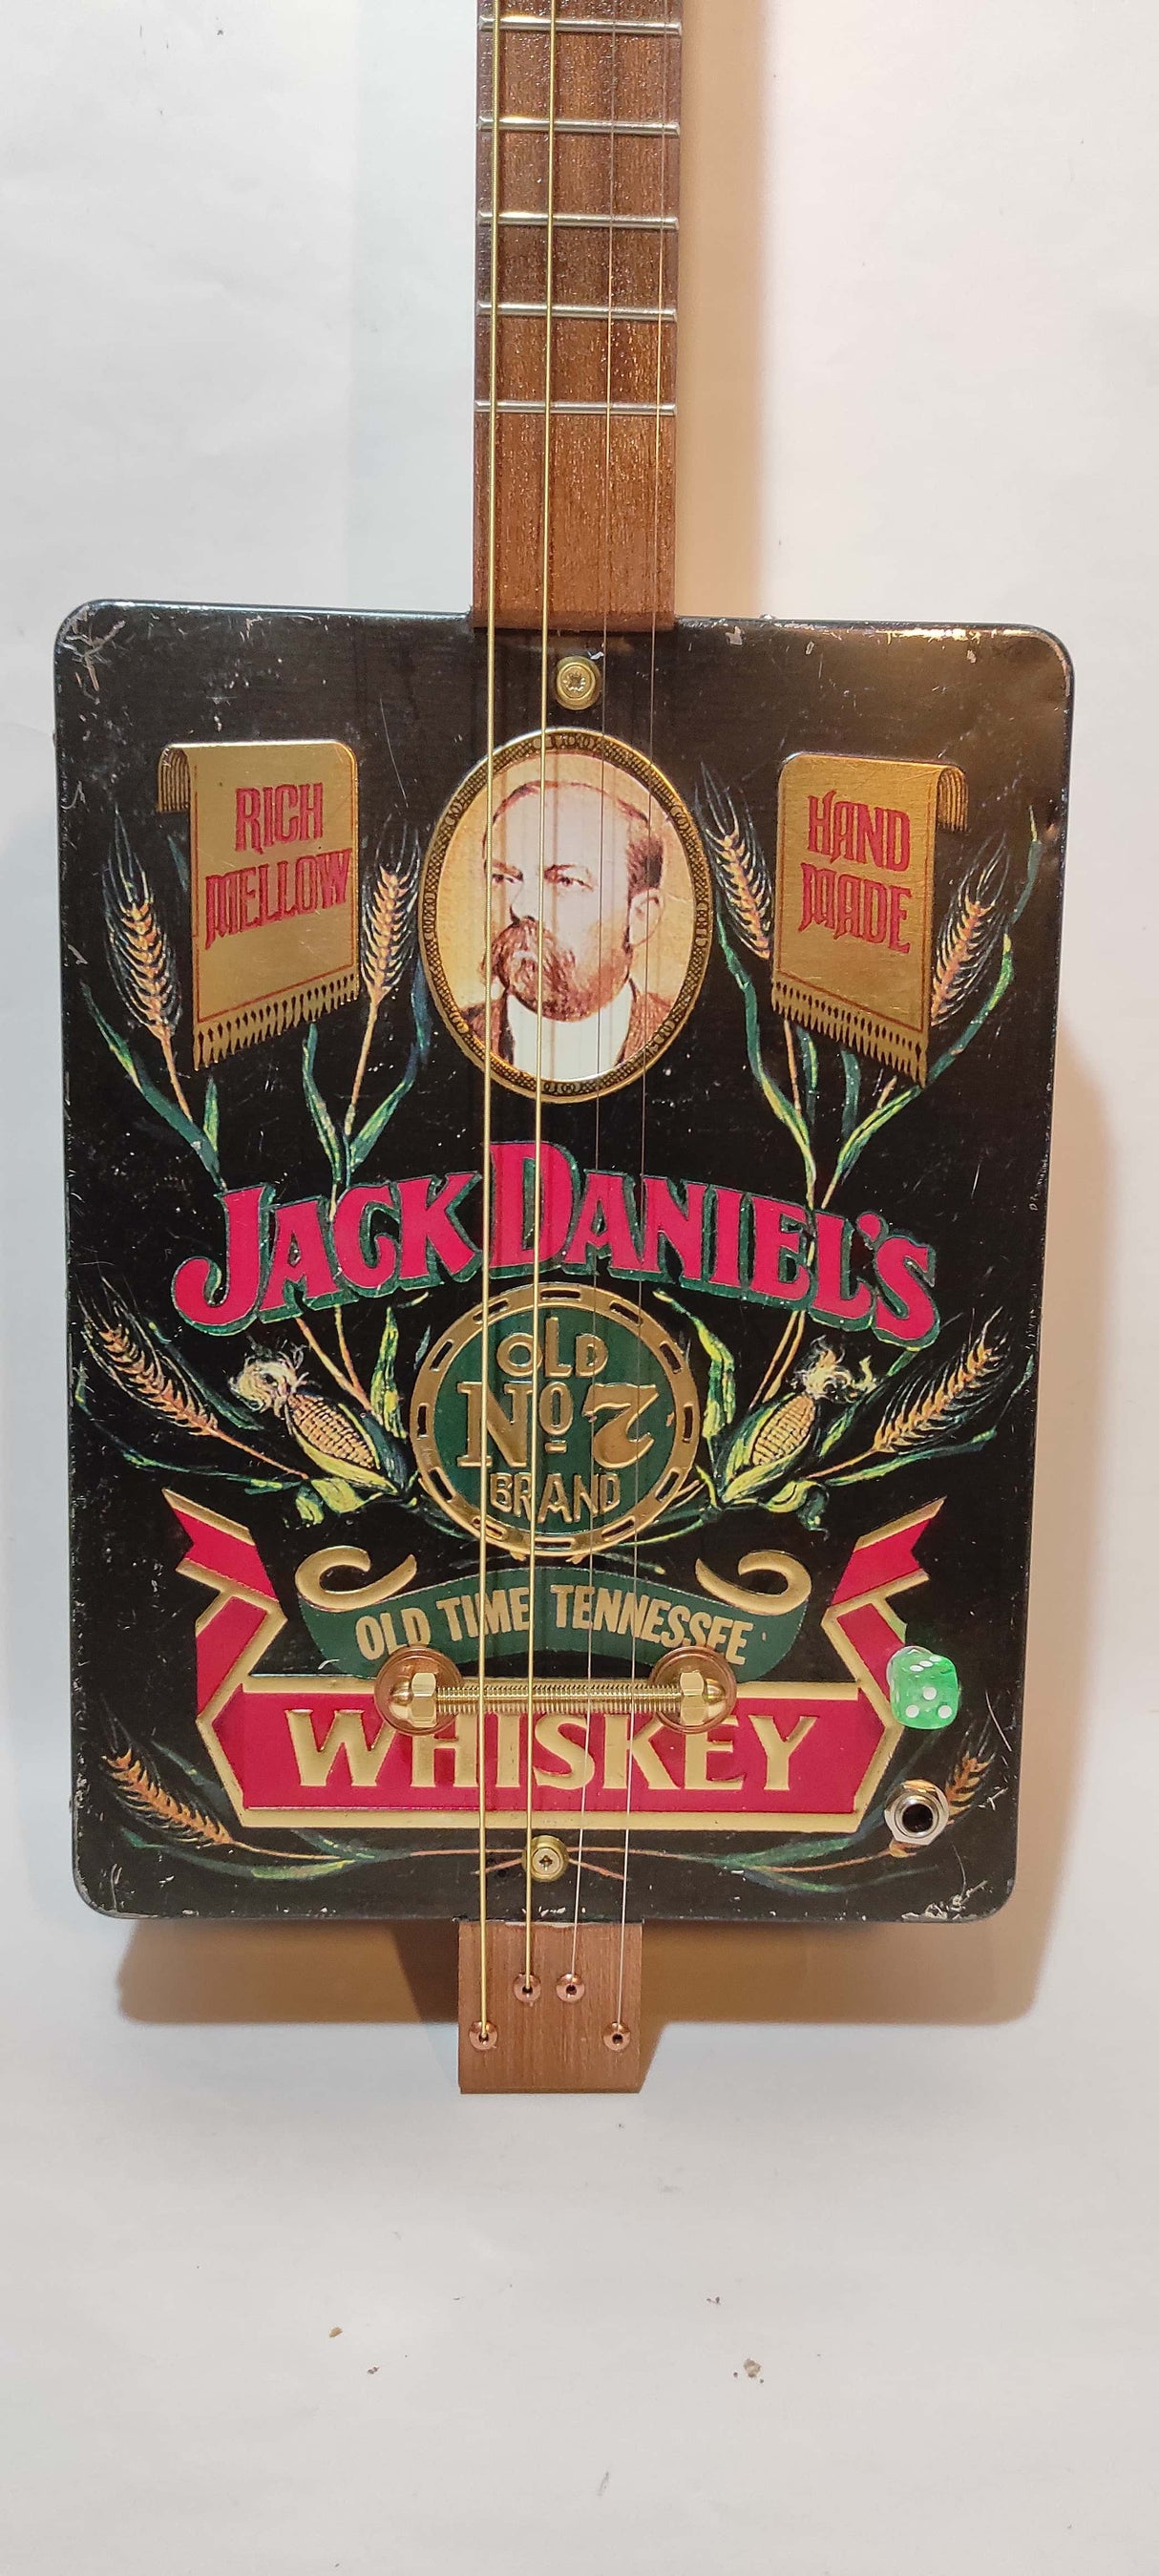 RICH
MELLOW
HAND
MADE
JACK DANIEL'S
OLD
No 7
BRAND
OLD TIME TENNESSEE
WHISKEY